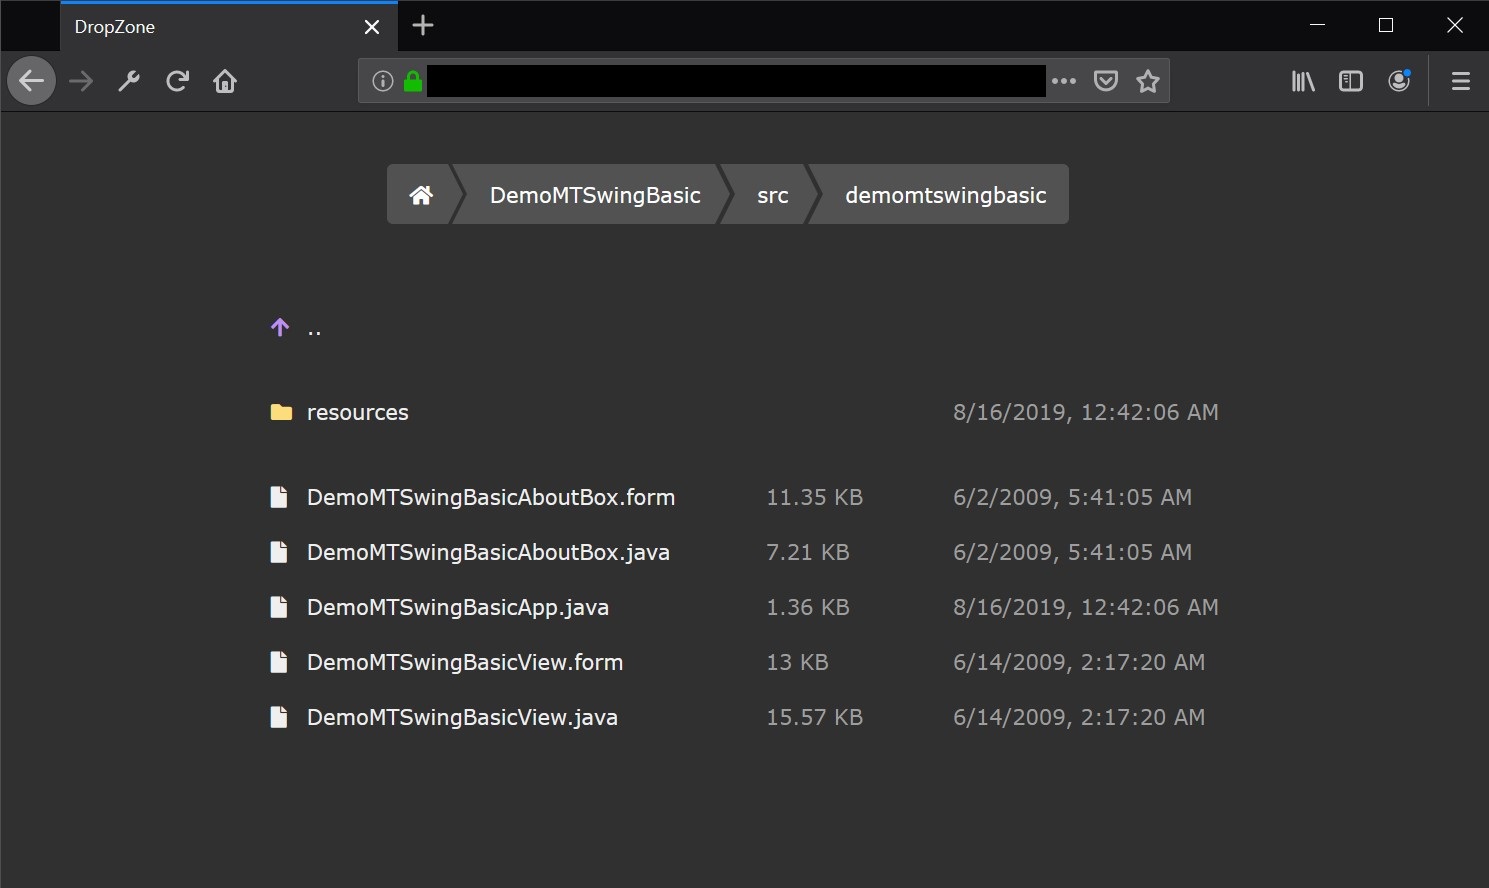 DropZone
DemoMTSwingBasic src demomtswingbasic
..
resources 8/16/2019, 12:42:06 AM
DemoMTSwingBasicAboutBox.form 11.35 KB 6/2/2009, 5:41:05 AM
DemoMTSwingBasicAboutBox.java 7.21 KB 6/2/2009, 5:41:05 AM
DemoMTSwingBasicApp.java 1.36 KB 8/16/2019, 12:42:06 AM
DemoMTSwingBasicView.form 13 KB 6/14/2009, 2:17:20 AM
DemoMTSwingBasicView.java 15.57 KB 6/14/2009, 2:17:20 AM